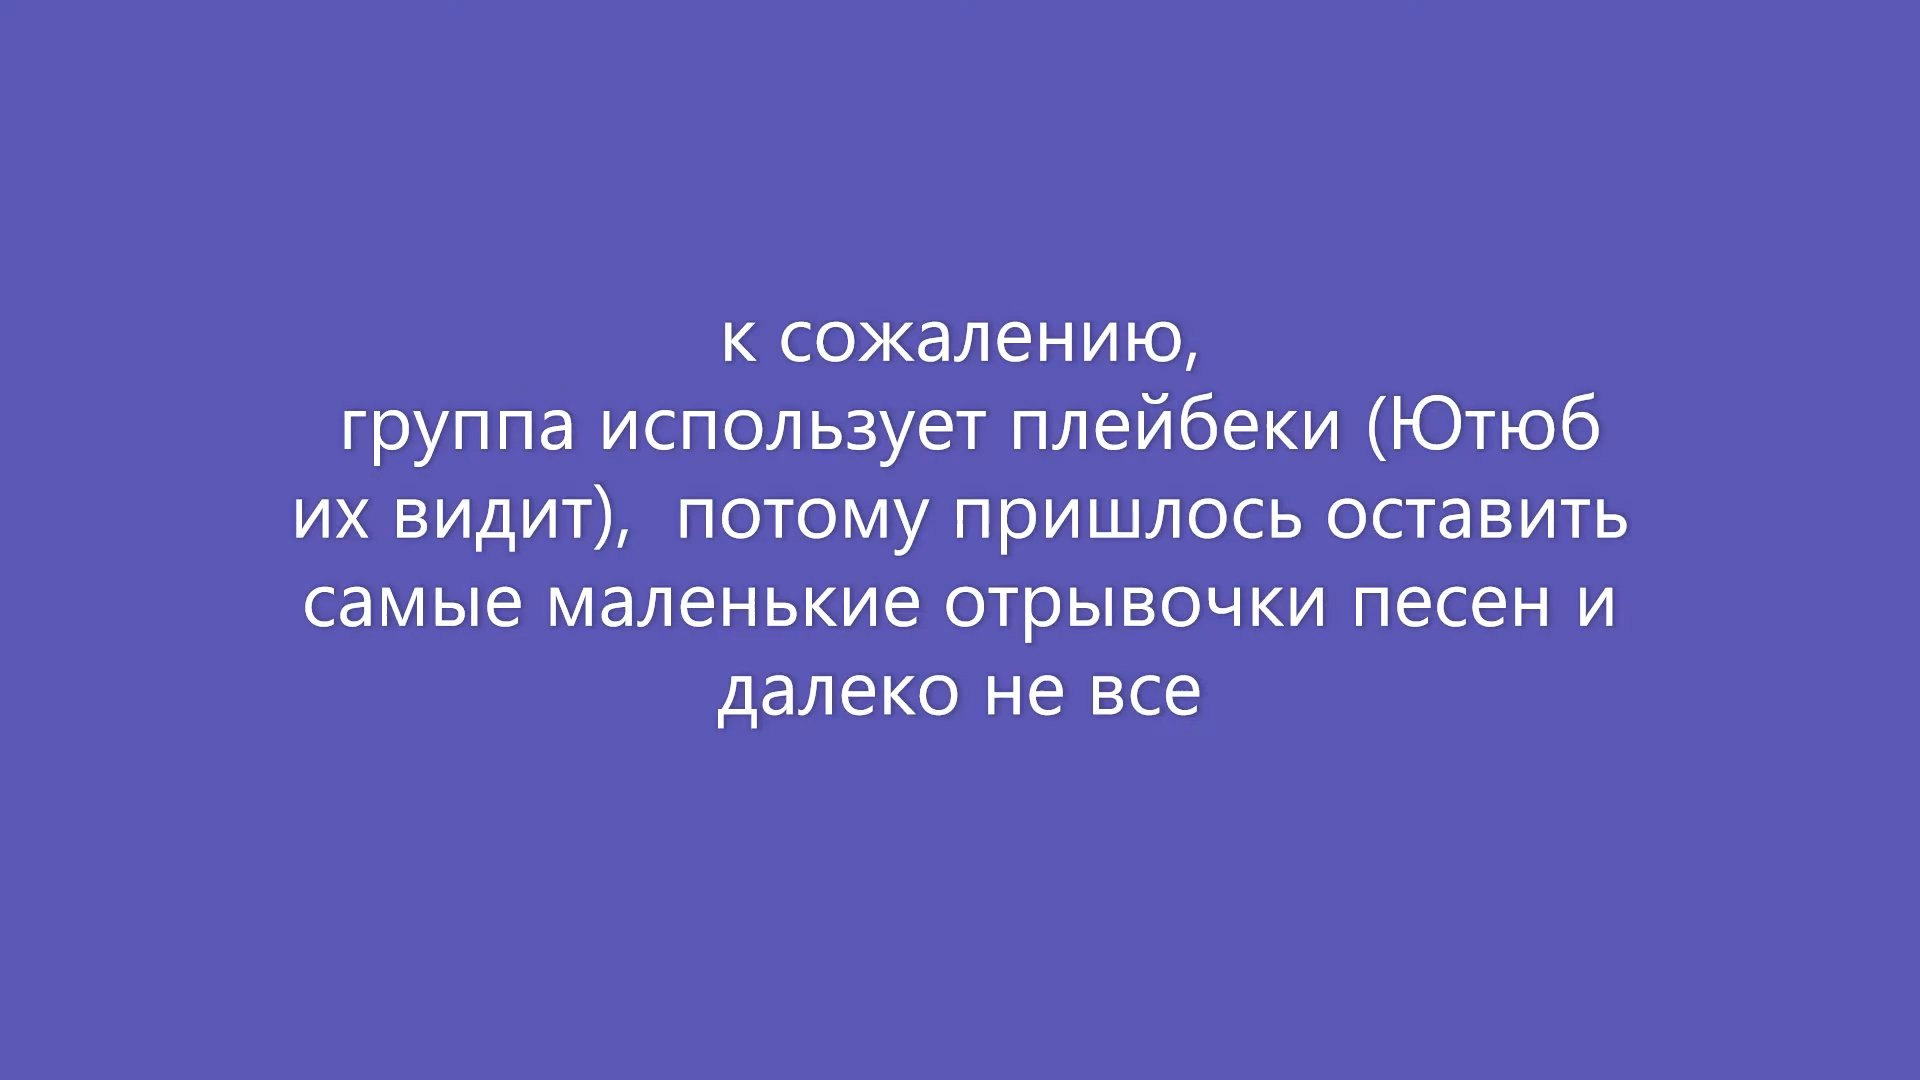 к сожалению,
группа использует плейбеки (Ютюб
их видит),  потому пришлось оставить
самые маленькие отрывочки песен и
далеко не все